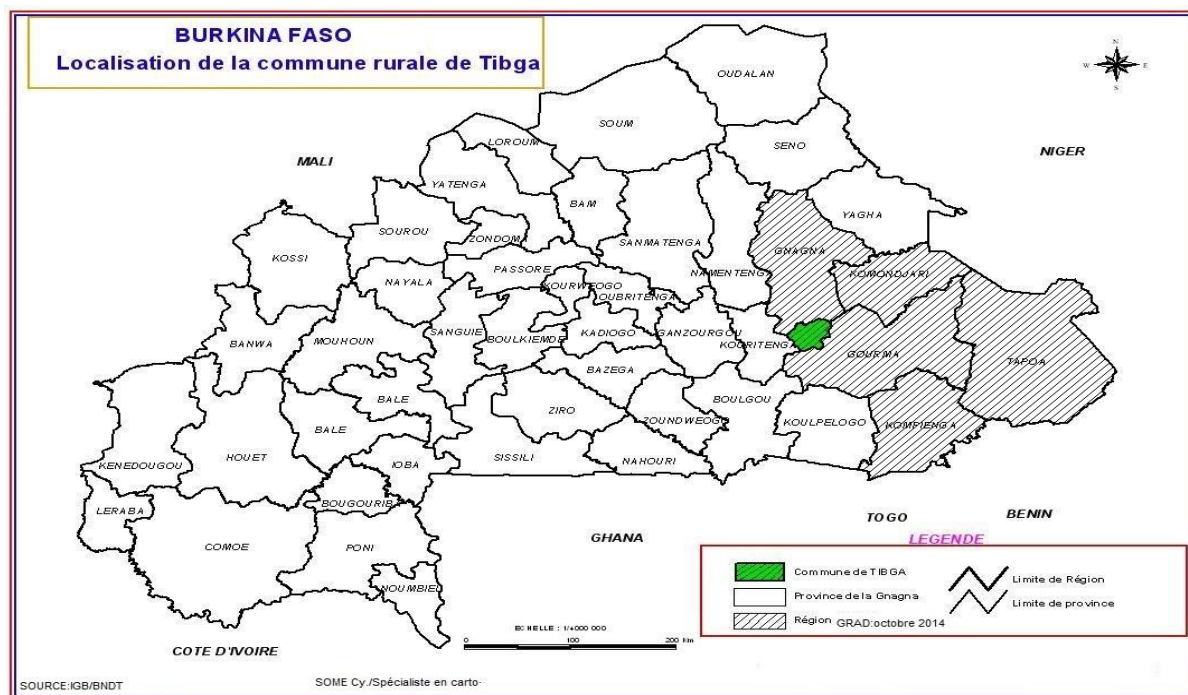 BURKINA FASO
Localisation de la commune rurale de Tibga
N
W E
S
OUDALAN
SOUM
LOROUM
SENO
MALI
NIGER
YATENGA
BAM
YAGHA
SOUROU
ZONDOMA
SANMATENGA
GNAGNA
KOSSI
PASSORE
NAMENTENGA
KOMONDJARI
NAYALA
KOURWEOGO
OUBRITENGA
SANGUIE
BOULKIEMDE
KADIOGO
GANZOURGOU
KOURITENGA
BANWA
MOUHOUN
GOURMA
TAPOA
BAZEGA
BALE
ZIRO
ZOUNDWEOGO
BOULGOU
KOULPELOGO
KOMPIENGA
BALE
HOUET
KENEDOUGOU
IOBA
SISSILI
NAHOURI
BOUGOURIBA
LERABA
COMOE
PONI
NOUMBIEL
GHANA
TOGO
BENIN
COTE D'IVOIRE
LEGENDE
Commune de TIBGA
Limite de Région
Province de la Gnagna
Limite de province
Région GRAD:octobre 2014
ECHELLE : 1/4000 000
0 100 200 Km
SOURCE:IGB/BNDT
SOME Cy./Spécialiste en carto-